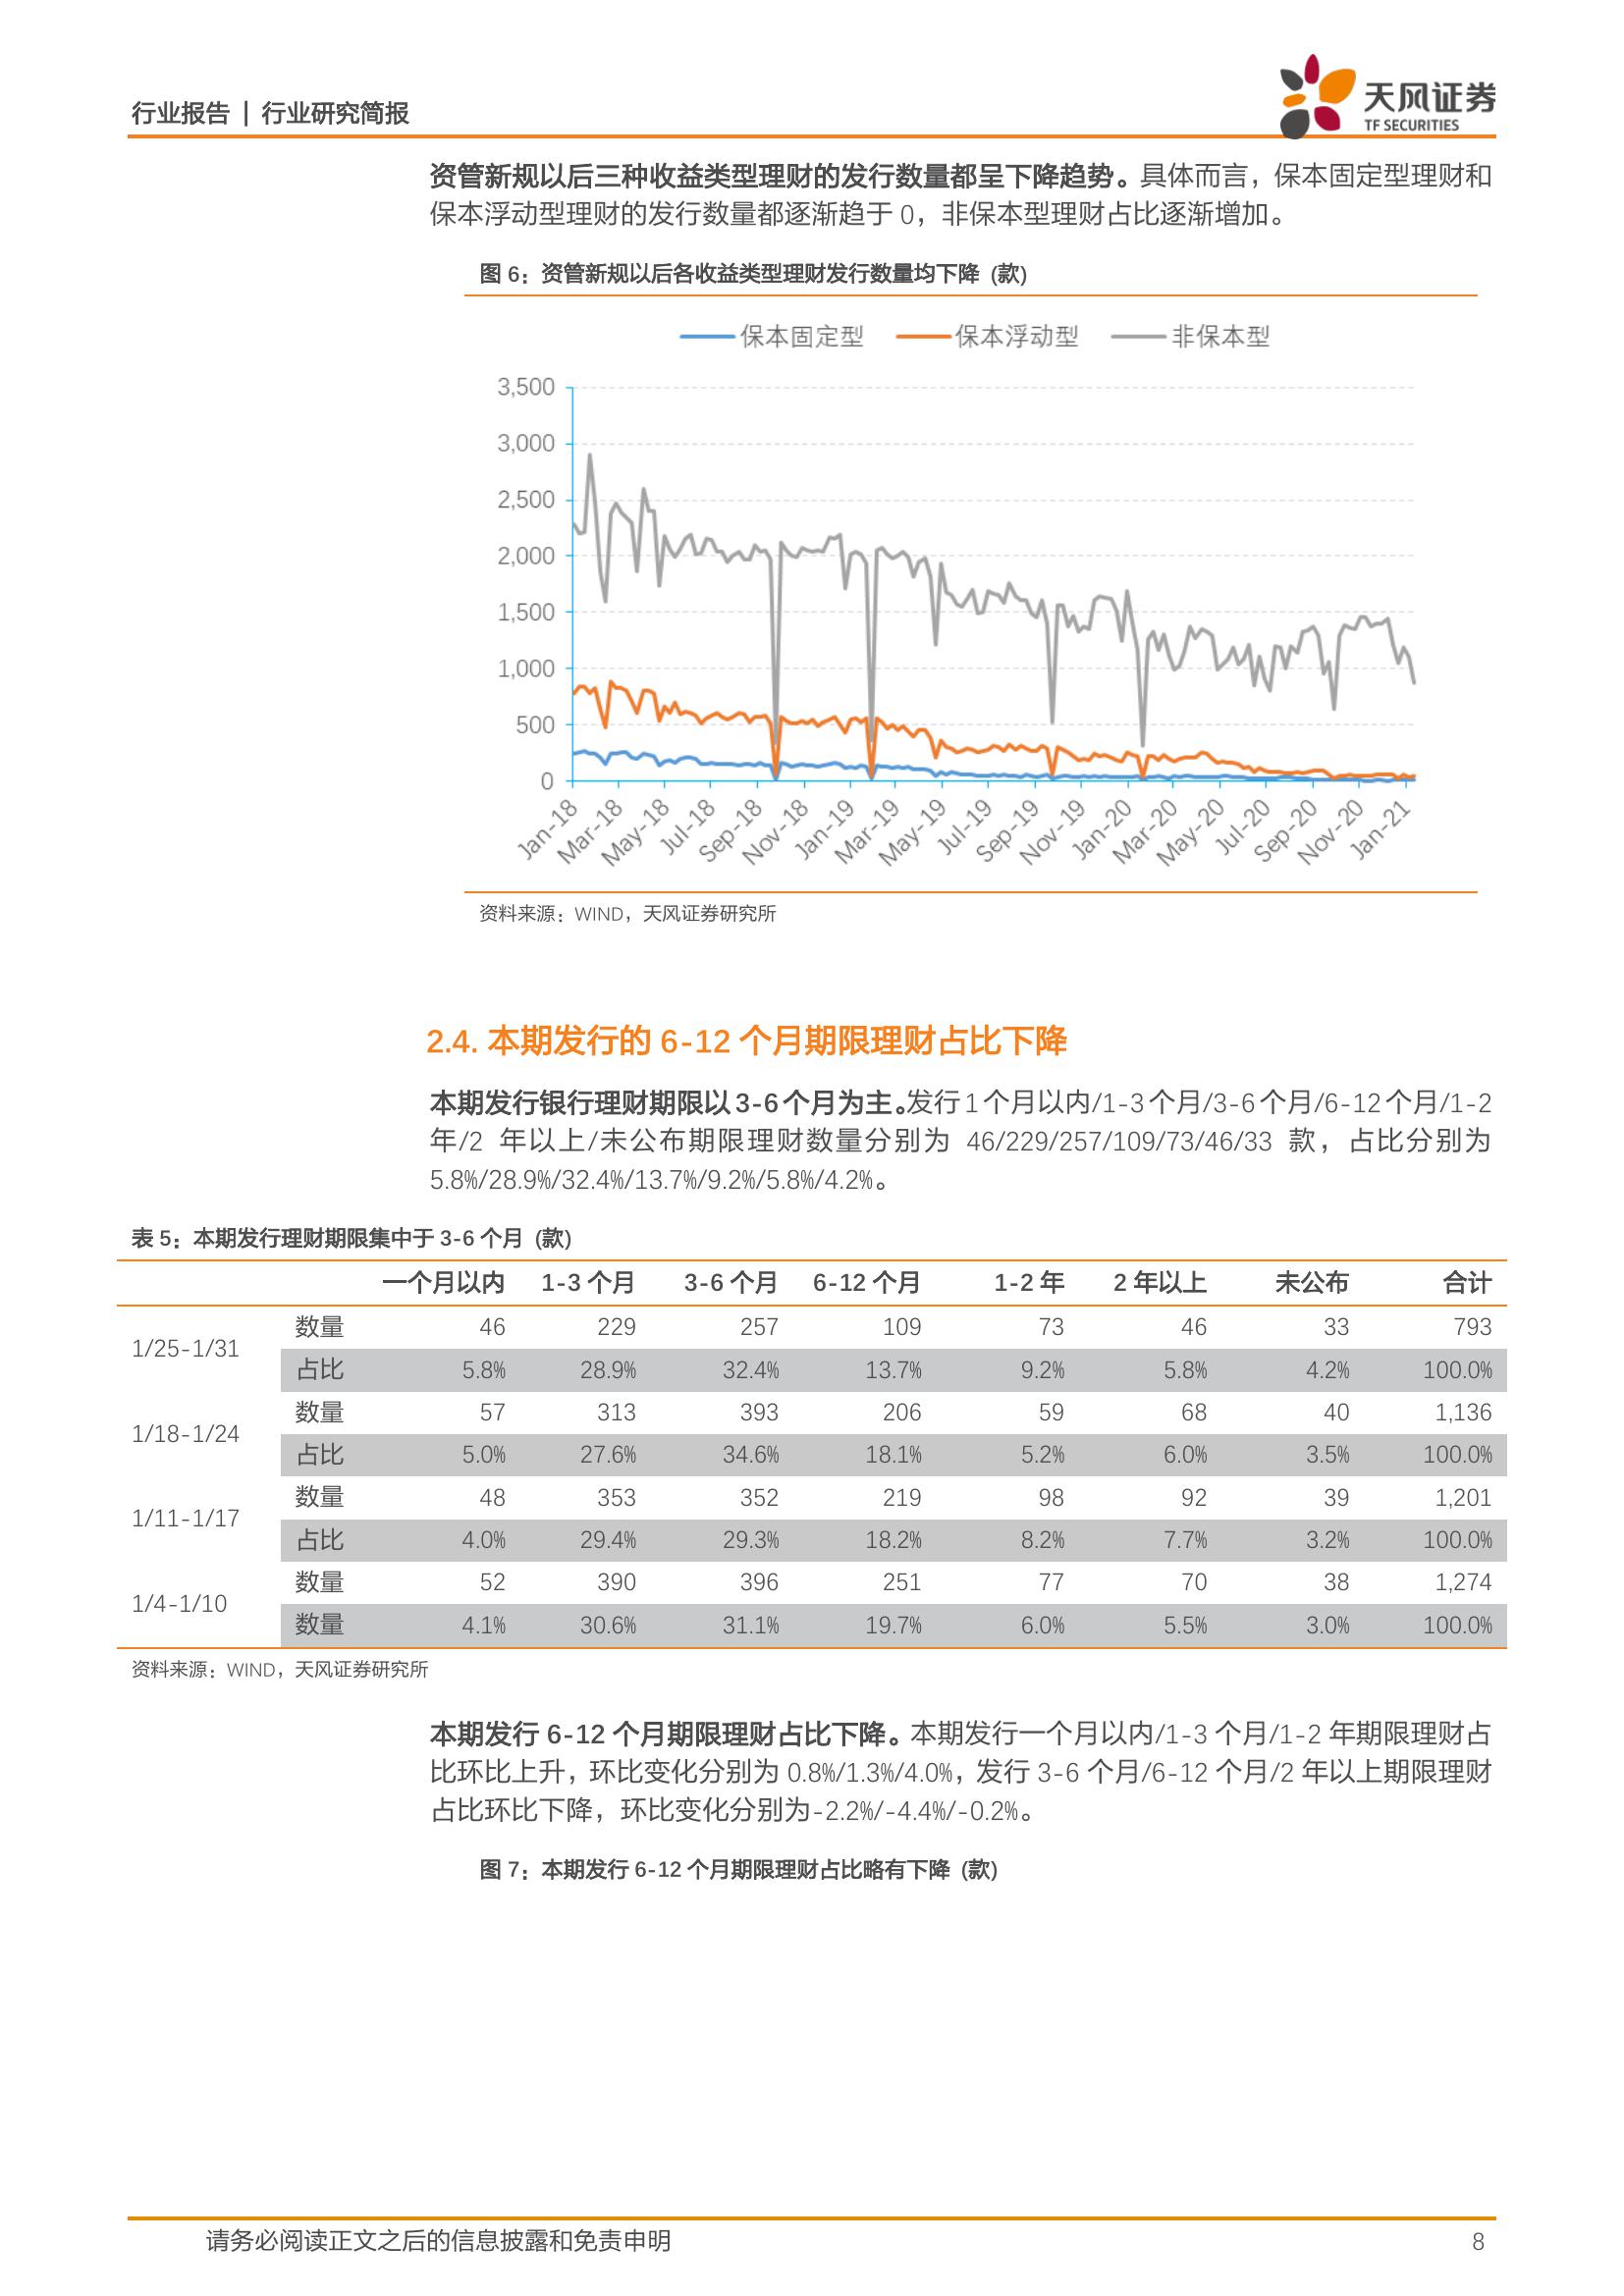 行业报告 | 行业研究简报
天风证券
TF SECURITIES
资管新规以后三种收益类型理财的发行数量都呈下降趋势。具体而言，保本固定型理财和
保本浮动型理财的发行数量都逐渐趋于 0，非保本型理财占比逐渐增加。
图 6：资管新规以后各收益类型理财发行数量均下降（款）
保本固定型 保本浮动型 非保本型
3,500
3,000
2,500
2,000
1,500
1,000
500
0
Jan-18 Mar-18 May-18 Jul-18 Sep-18 Nov-18 Jan-19 Mar-19 May-19 Jul-19 Sep-19 Nov-19 Jan-20 Mar-20 May-20 Jul-20 Sep-20 Nov-20 Jan-21
资料来源：WIND，天风证券研究所
2.4. 本期发行的 6-12 个月期限理财占比下降
本期发行银行理财期限以 3-6 个月为主。发行 1 个月以内/1-3 个月/3-6 个月/6-12 个月/1-2
年/2 年以上/未公布期限理财数量分别为 46/229/257/109/73/46/33 款，占比分别为
5.8%/28.9%/32.4%/13.7%/9.2%/5.8%/4.2%。
表 5：本期发行理财期限集中于 3-6 个月（款）
一个月以内 1-3 个月 3-6 个月 6-12 个月 1-2 年 2 年以上 未公布 合计
1/25-1/31 数量 46 229 257 109 73 46 33 793
占比 5.8% 28.9% 32.4% 13.7% 9.2% 5.8% 4.2% 100.0%
1/18-1/24 数量 57 313 393 206 59 68 40 1,136
占比 5.0% 27.6% 34.6% 18.1% 5.2% 6.0% 3.5% 100.0%
1/11-1/17 数量 48 353 352 219 98 92 39 1,201
占比 4.0% 29.4% 29.3% 18.2% 8.2% 7.7% 3.2% 100.0%
1/4-1/10 数量 52 390 396 251 77 70 38 1,274
数量 4.1% 30.6% 31.1% 19.7% 6.0% 5.5% 3.0% 100.0%
资料来源：WIND，天风证券研究所
本期发行 6-12 个月期限理财占比下降。本期发行一个月以内/1-3 个月/1-2 年期限理财占
比环比上升，环比变化分别为 0.8%/1.3%/4.0%，发行 3-6 个月/6-12 个月/2 年以上期限理财
占比环比下降，环比变化分别为-2.2%/-4.4%/-0.2%。
图 7：本期发行 6-12 个月期限理财占比略有下降（款）
请务必阅读正文之后的信息披露和免责申明 8